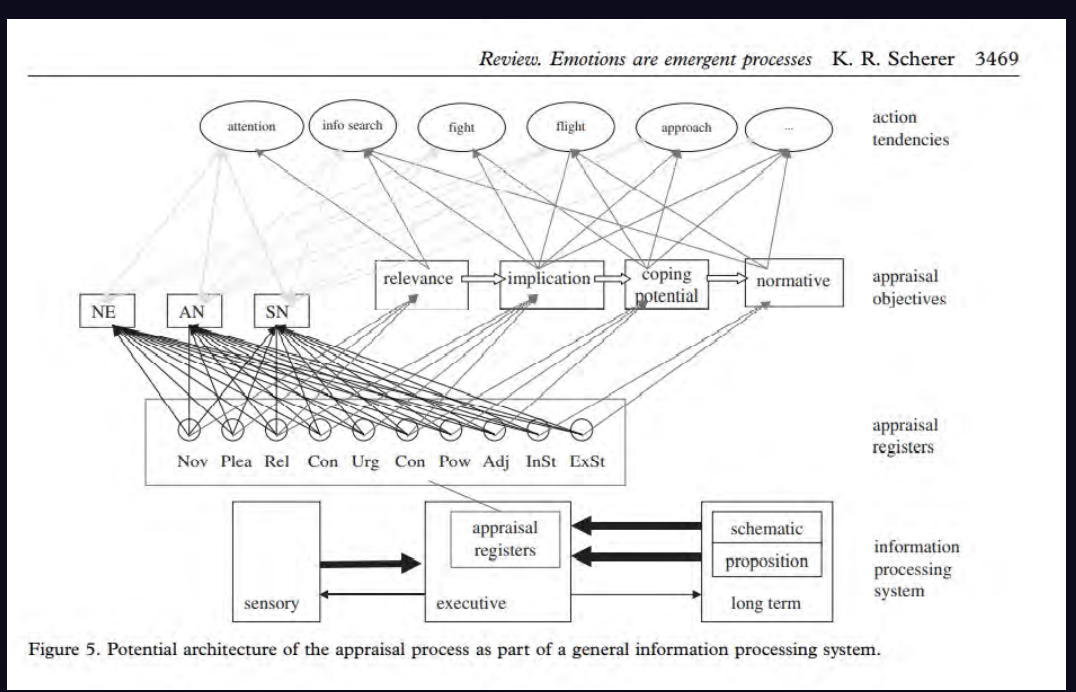 Review. Emotions are emergent processes K. R. Scherer 3469
attention
info search
fight
flight
approach
...
action
tendencies
relevance
implication
coping
potential
normative
appraisal
objectives
NE
AN
SN
appraisal
registers
Nov Plea Rel Con Urg Con Pow Adj InSt ExSt
appraisal
registers
schematic
proposition
information
processing
system
sensory
executive
long term
Figure 5. Potential architecture of the appraisal process as part of a general information processing system.